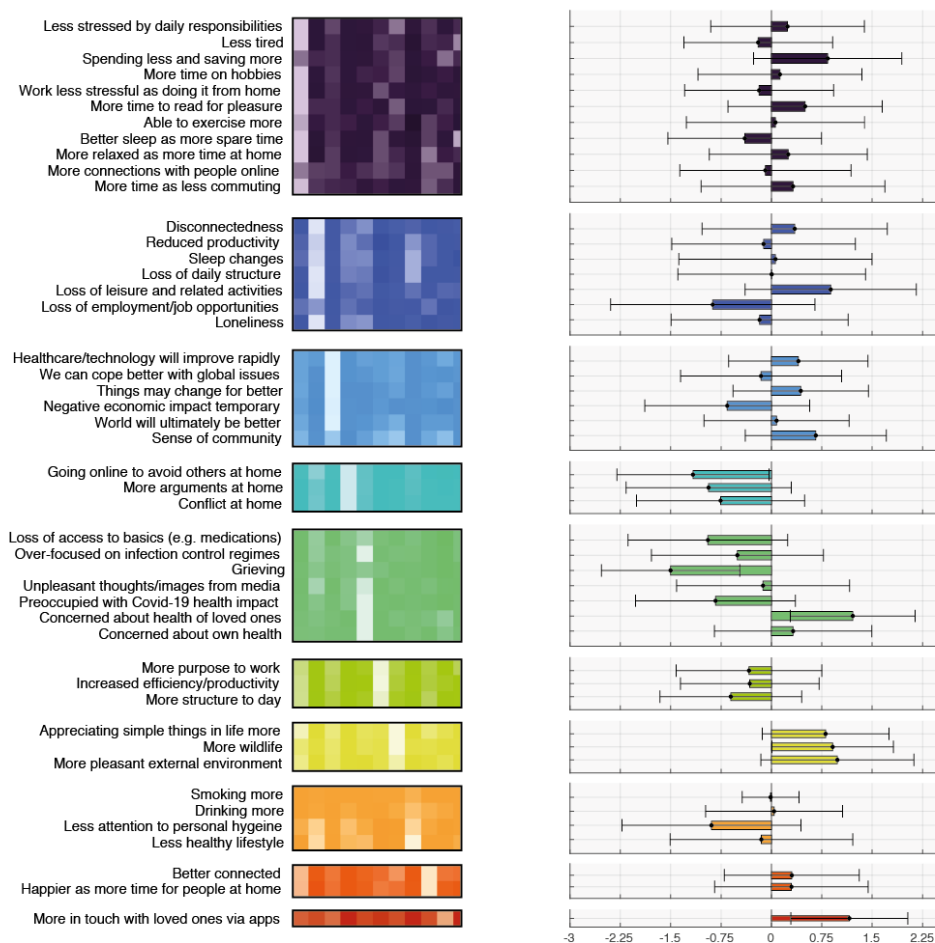 Less stressed by daily responsibilities
Less tired
Spending less and saving more
More time on hobbies
Work less stressful as doing it from home
More time to read for pleasure
Able to exercise more
Better sleep as more spare time
More relaxed as more time at home
More connections with people online
More time as less commuting
Disconnectedness
Reduced productivity
Sleep changes
Loss of daily structure
Loss of leisure and related activities
Loss of employment/job opportunities
Loneliness
Healthcare/technology will improve rapidly
We can cope better with global issues
Things may change for better
Negative economic impact temporary
World will ultimately be better
Sense of community
Going online to avoid others at home
More arguments at home
Conflict at home
Loss of access to basics (e.g. medications)
Over-focused on infection control regimes
Grieving
Unpleasant thoughts/images from media
Preoccupied with Covid-19 health impact
Concerned about health of loved ones
Concerned about own health
More purpose to work
Increased efficiency/productivity
More structure to day
Appreciating simple things in life more
More wildlife
More pleasant external environment
Smoking more
Drinking more
Less attention to personal hygeine
Less healthy lifestyle
Better connected
Happier as more time for people at home
More in touch with loved ones via apps
-3 -2.25 -1.5 -0.75 0 0.75 1.5 2.25